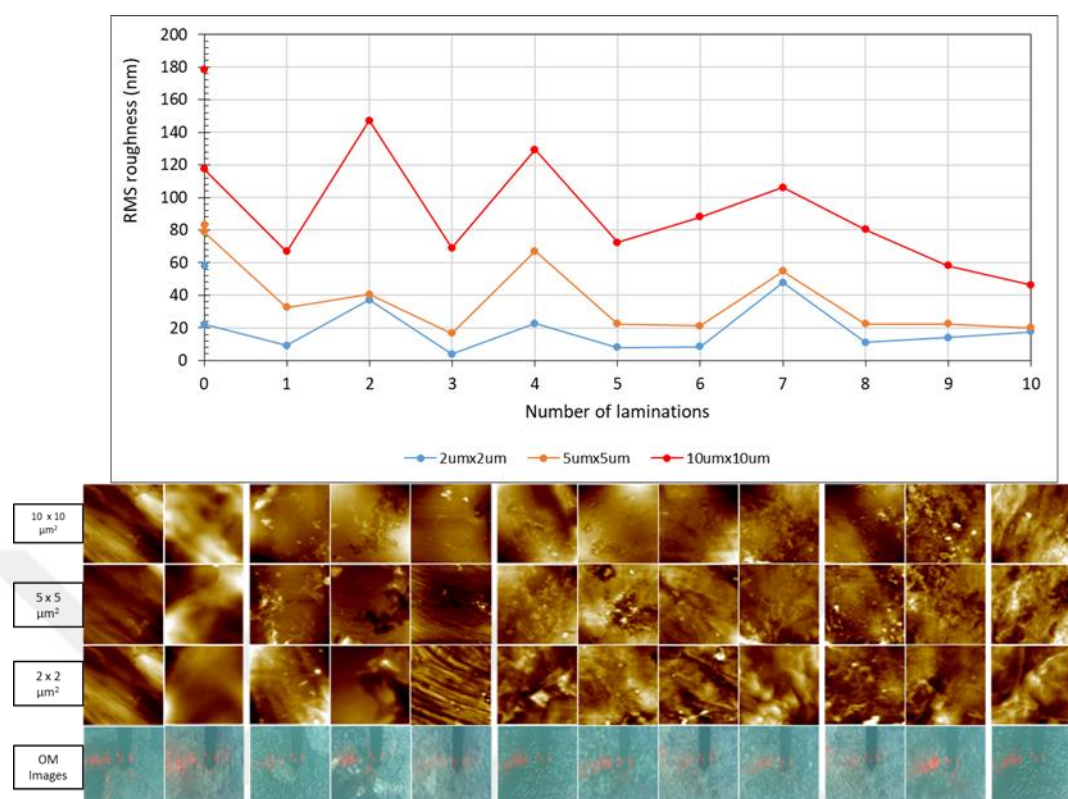 200
180
160
140
120
100
80
60
40
20
0
RMS roughness (nm)
0 1 2 3 4 5 6 7 8 9 10
Number of laminations
2umx2um 5umx5um 10umx10um
10 x 10
μm²
5 x 5
μm²
2 x 2
μm²
OM
Images